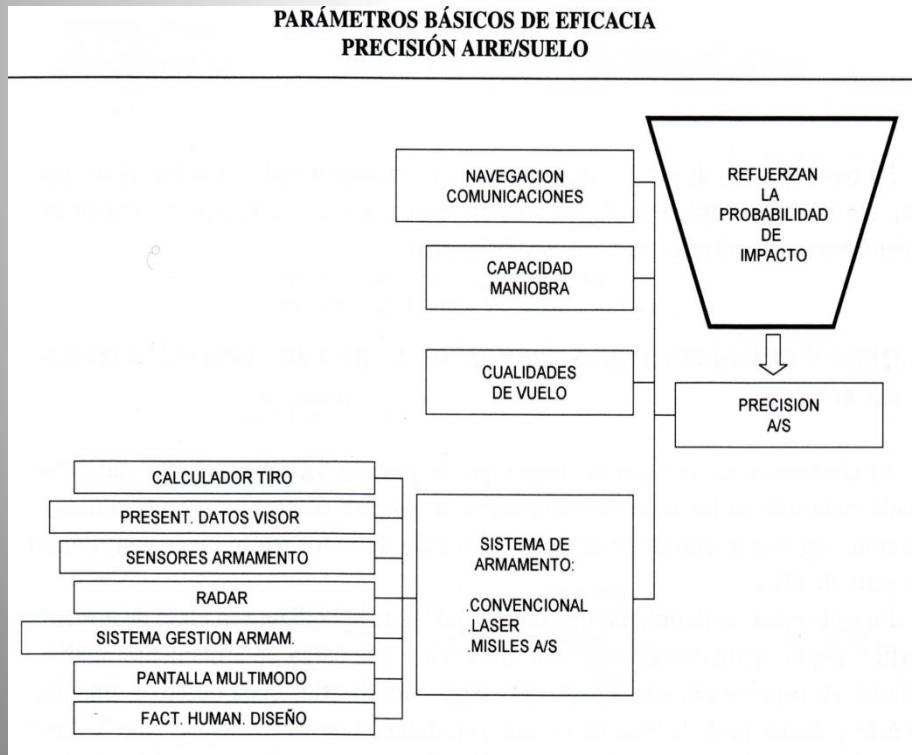 PARÁMETROS BÁSICOS DE EFICACIA
PRECISIÓN AIRE/SUELO
NAVEGACION
COMUNICACIONES
REFUERZAN
LA
PROBABILIDAD
DE
IMPACTO
CAPACIDAD
MANIOBRA
CUALIDADES
DE VUELO
PRECISION
A/S
CALCULADOR TIRO
PRESENT. DATOS VISOR
SENSORES ARMAMENTO
RADAR
SISTEMA GESTION ARMAM.
PANTALLA MULTIMODO
FACT. HUMAN. DISEÑO
SISTEMA DE
ARMAMENTO:
.CONVENCIONAL
.LASER
.MISILES A/S